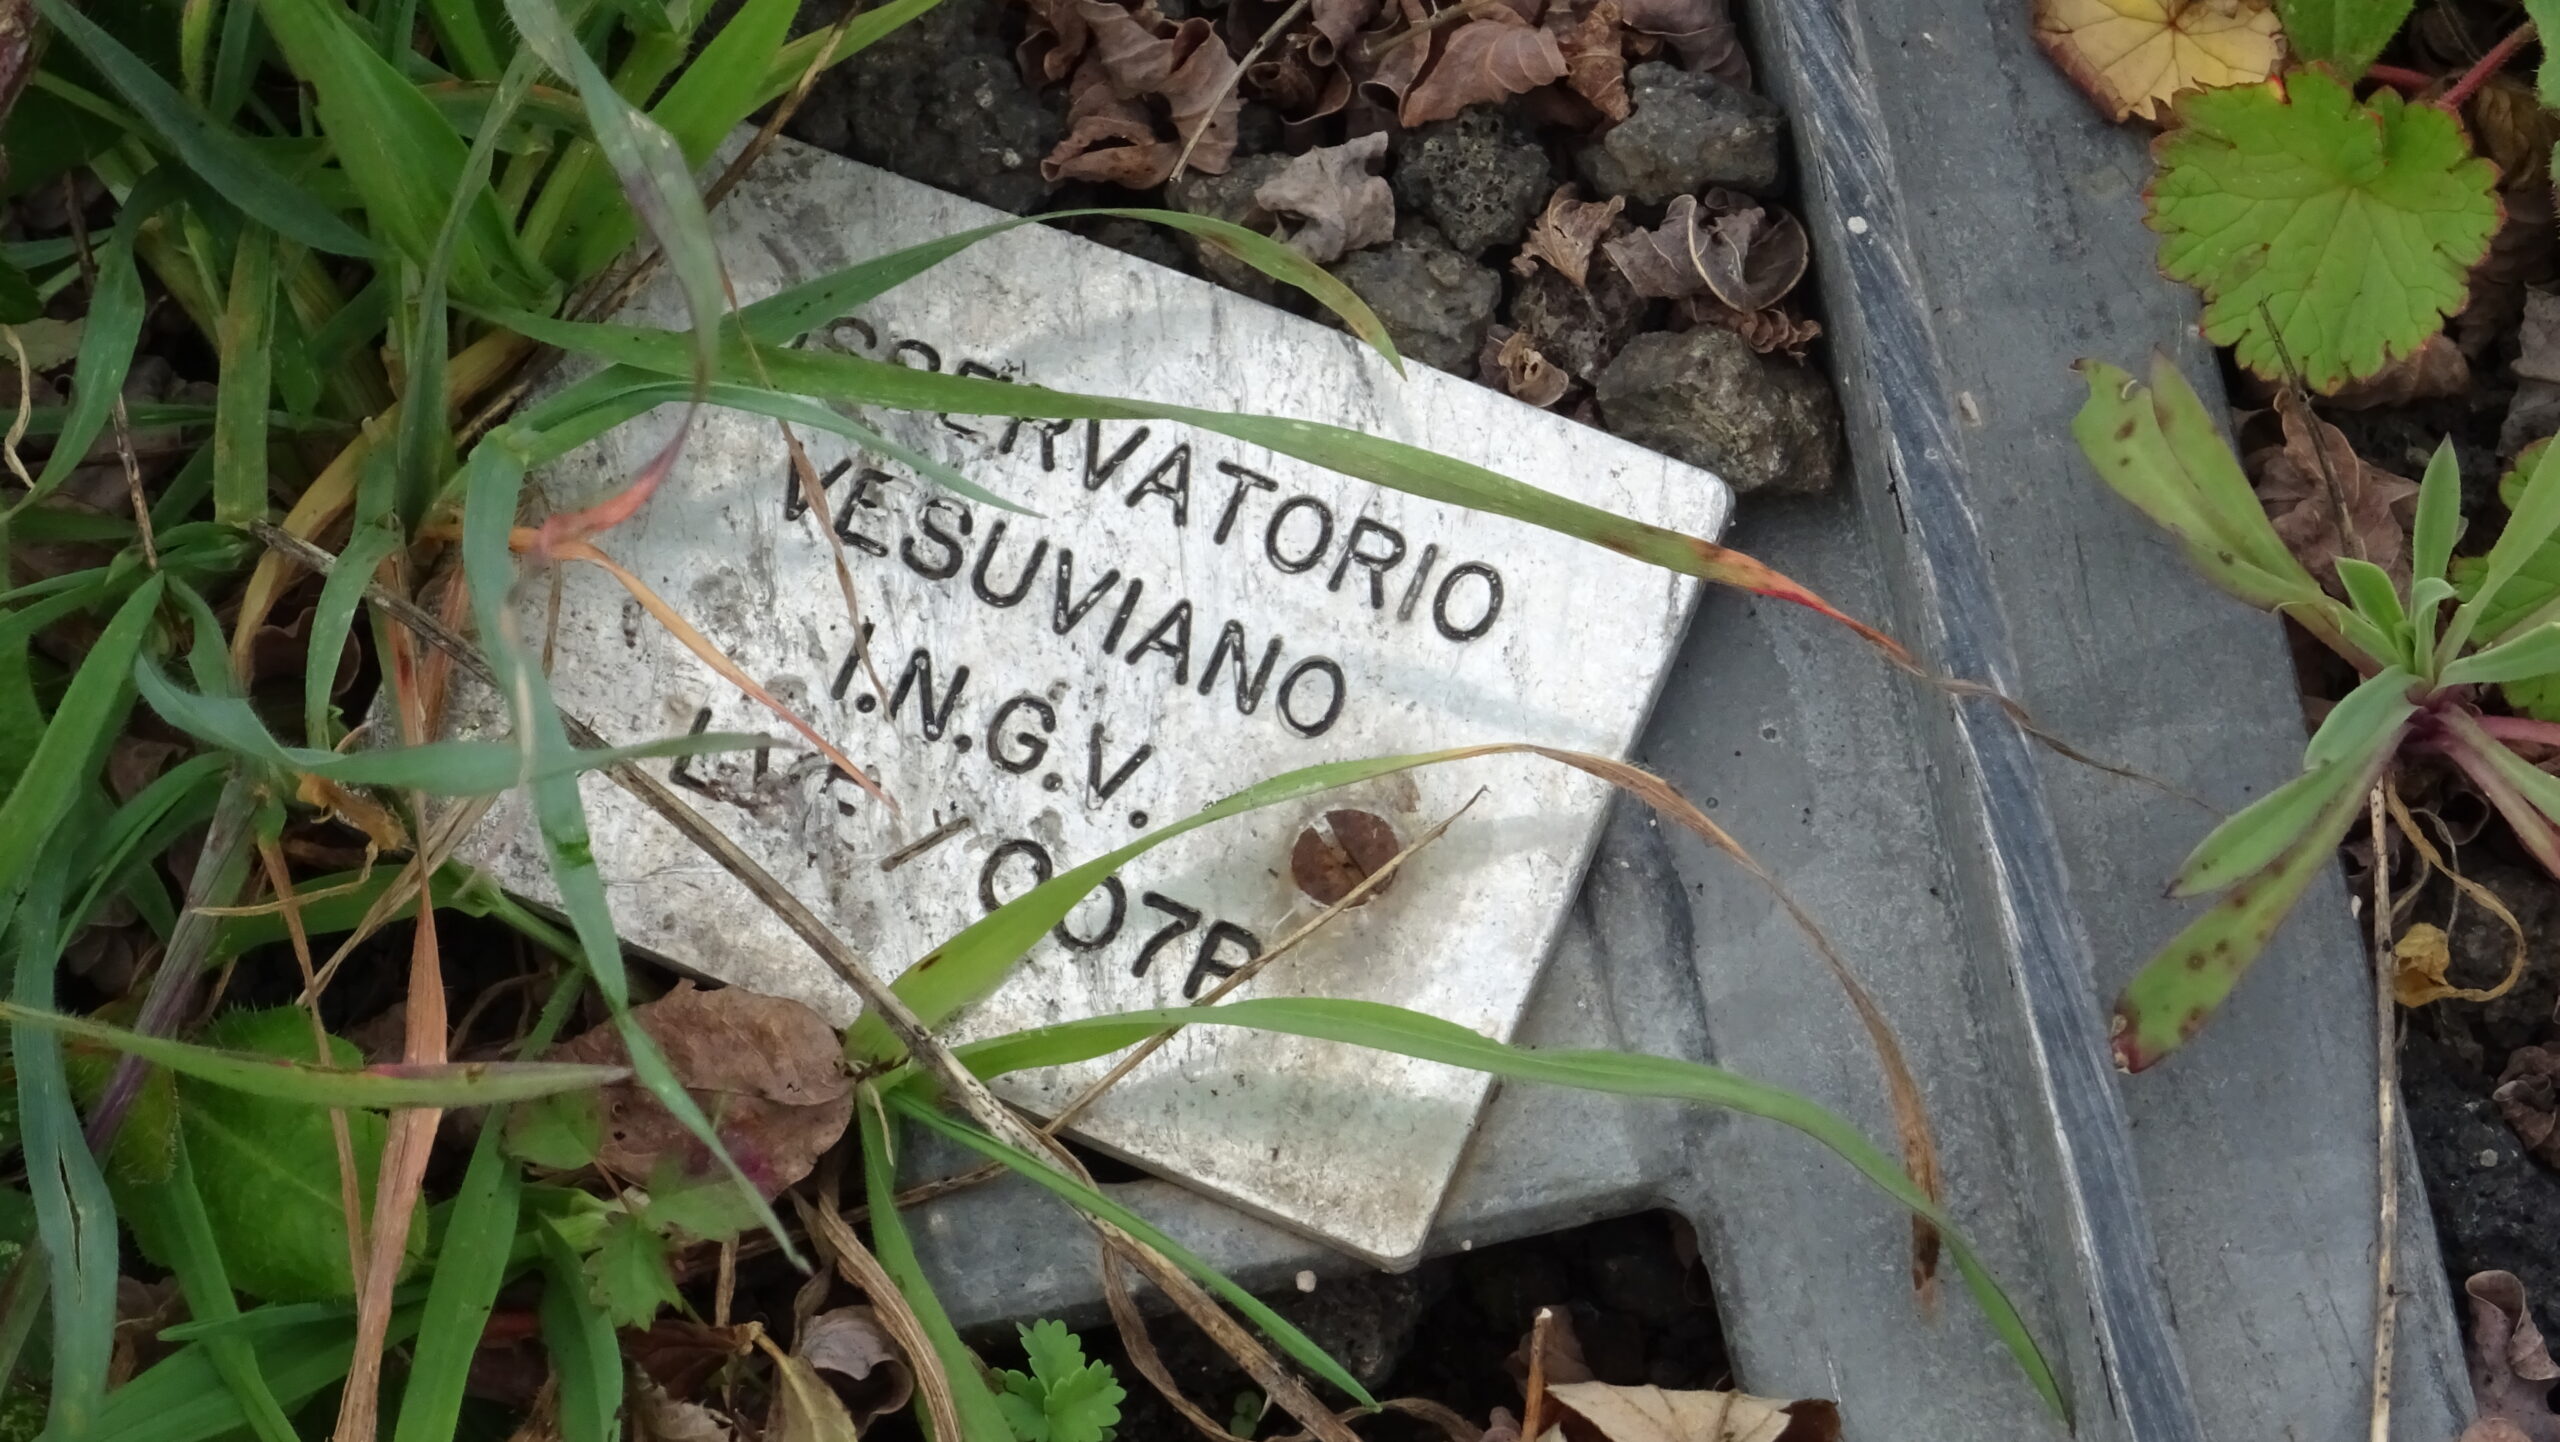 OSSERVATORIO
VESUVIANO
I.N.G.V.